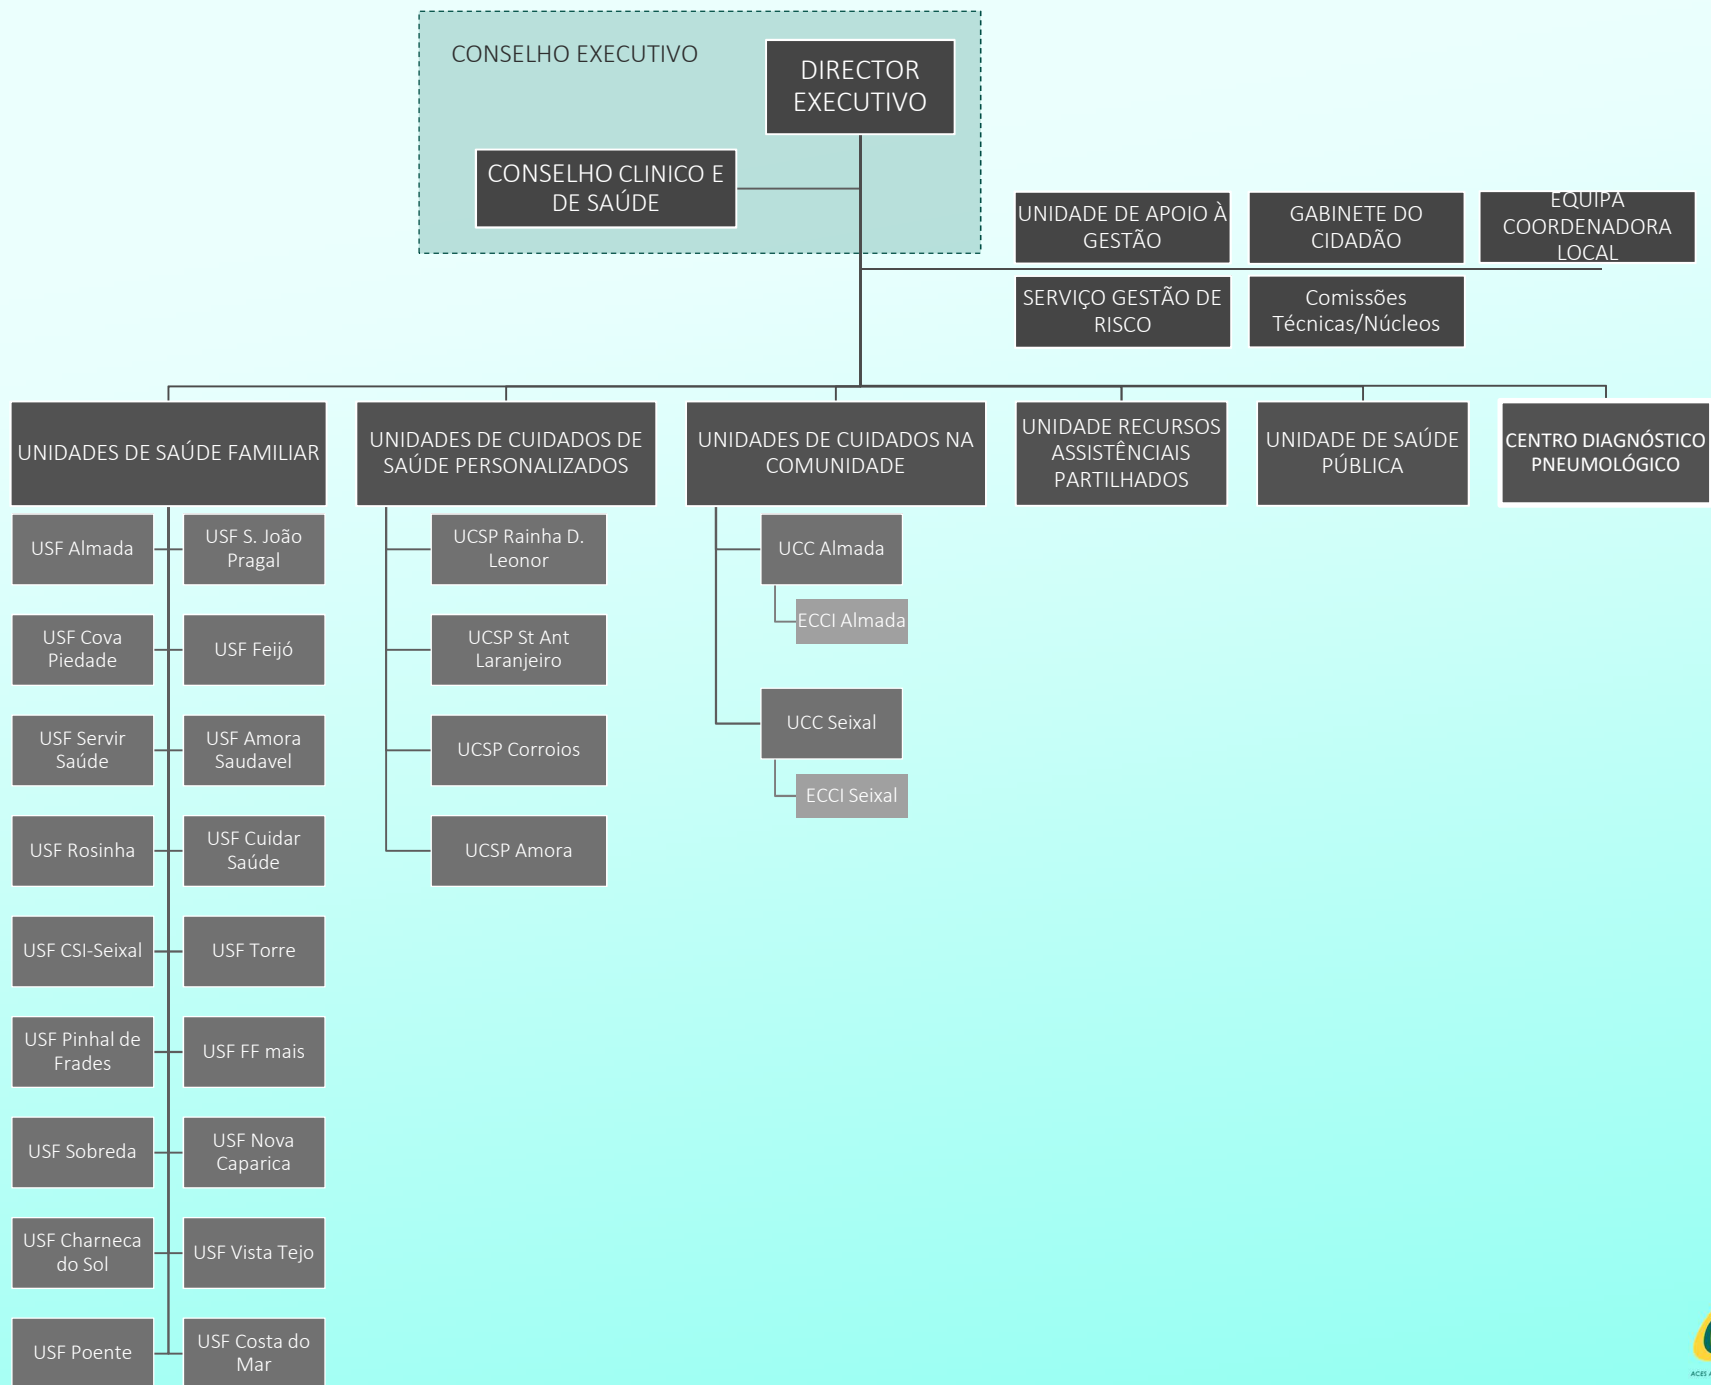 CONSELHO EXECUTIVO
DIRECTOR
EXECUTIVO
CONSELHO CLINICO E
DE SAÚDE
UNIDADE DE APOIO À
GESTÃO
GABINETE DO
CIDADÃO
EQUIPA
COORDENADORA
LOCAL
SERVIÇO GESTÃO DE
RISCO
Comissões
Técnicas/Núcleos
UNIDADES DE SAÚDE FAMILIAR
UNIDADES DE CUIDADOS DE
SAÚDE PERSONALIZADOS
UNIDADES DE CUIDADOS NA
COMUNIDADE
UNIDADE RECURSOS
ASSISTÊNCIAIS
PARTILHADOS
UNIDADE DE SAÚDE
PÚBLICA
CENTRO DIAGNÓSTICO
PNEUMOLÓGICO
USF Almada
USF S. João
Pragal
USF Cova
Piedade
USF Feijó
USF Servir
Saúde
USF Amora
Saudavel
USF Rosinha
USF Cuidar
Saúde
USF CSI-Seixal
USF Torre
USF Pinhal de
Frades
USF FF mais
USF Sobreda
USF Nova
Caparica
USF Charneca
do Sol
USF Vista Tejo
USF Poente
USF Costa do
Mar
UCSP Rainha D.
Leonor
UCSP St Ant
Laranjeiro
UCSP Corroios
UCSP Amora
UCC Almada
ECCI Almada
UCC Seixal
ECCI Seixal
ACES